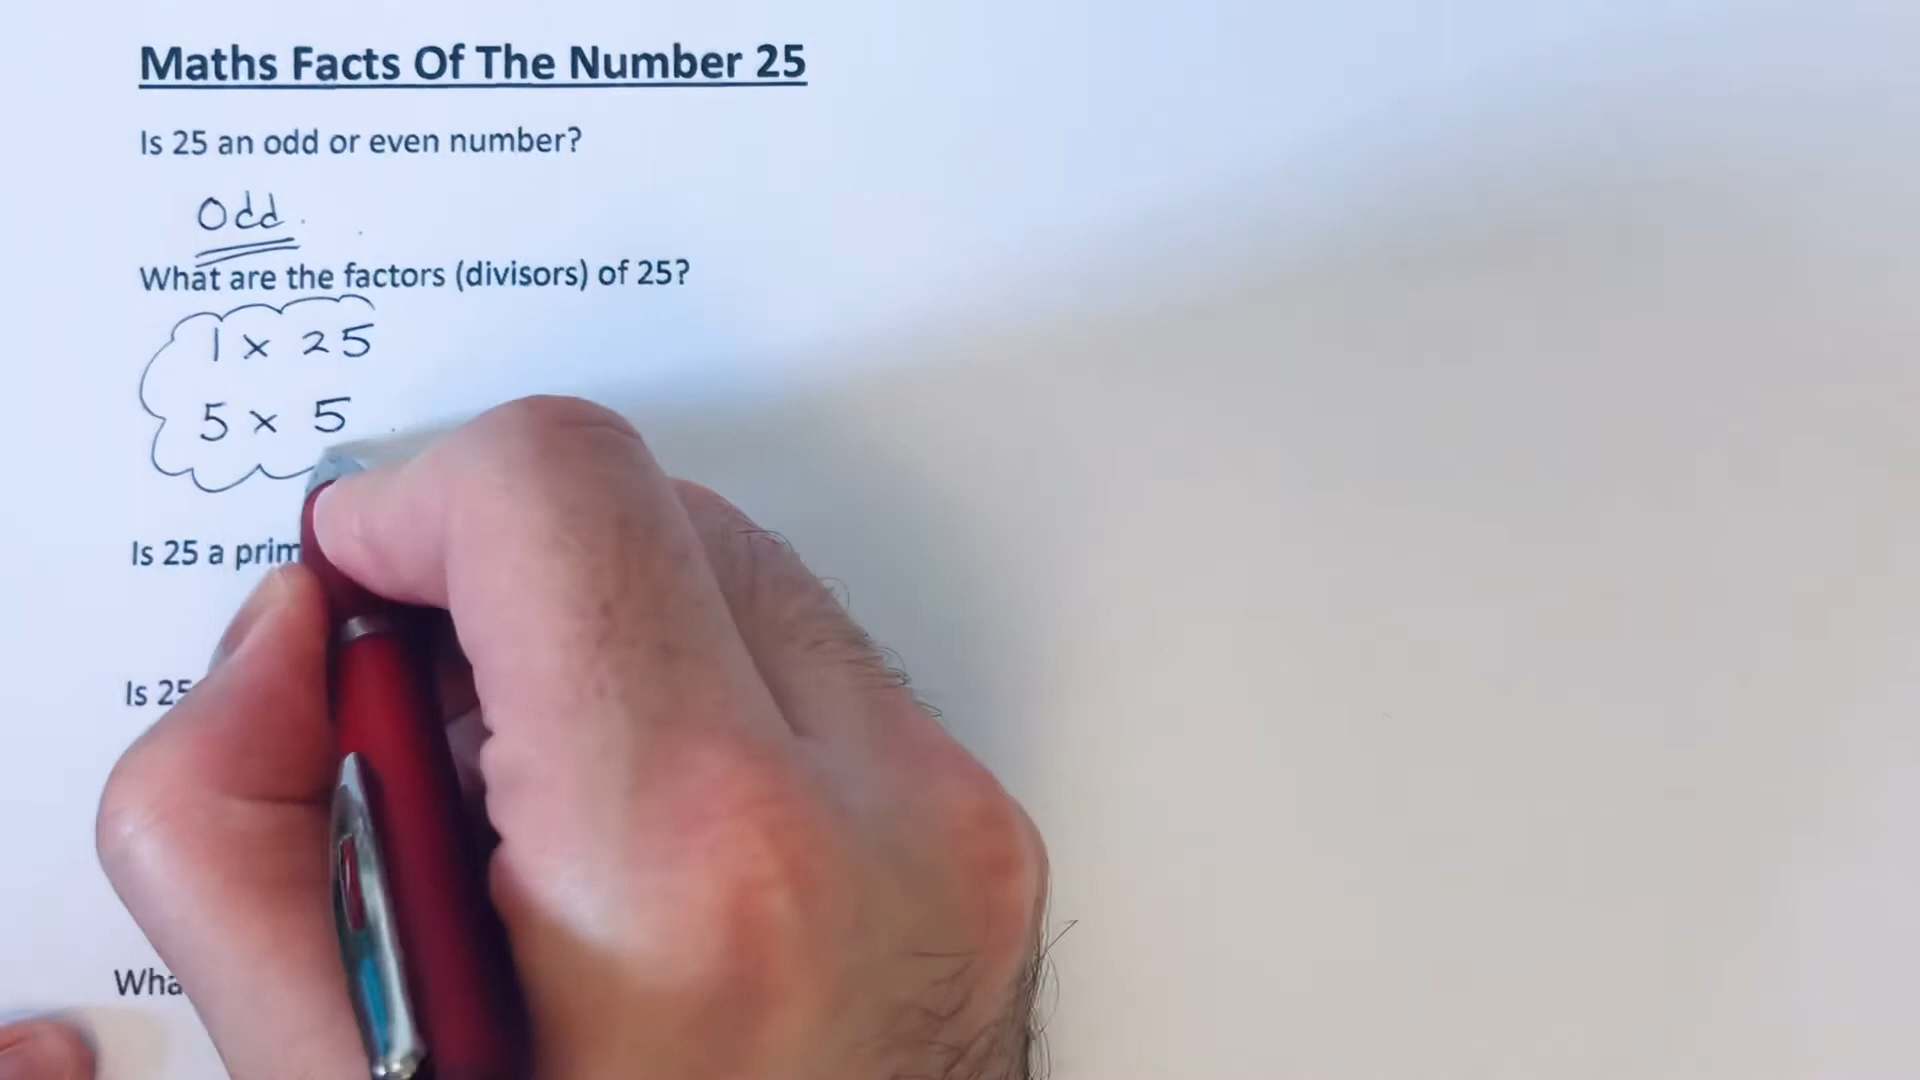 Maths Facts Of The Number 25
Is 25 an odd or even number?
Odd.
What are the factors (divisors) of 25?
1 x 25
5 x 5
Is 25 a prim
Is 25
Wha